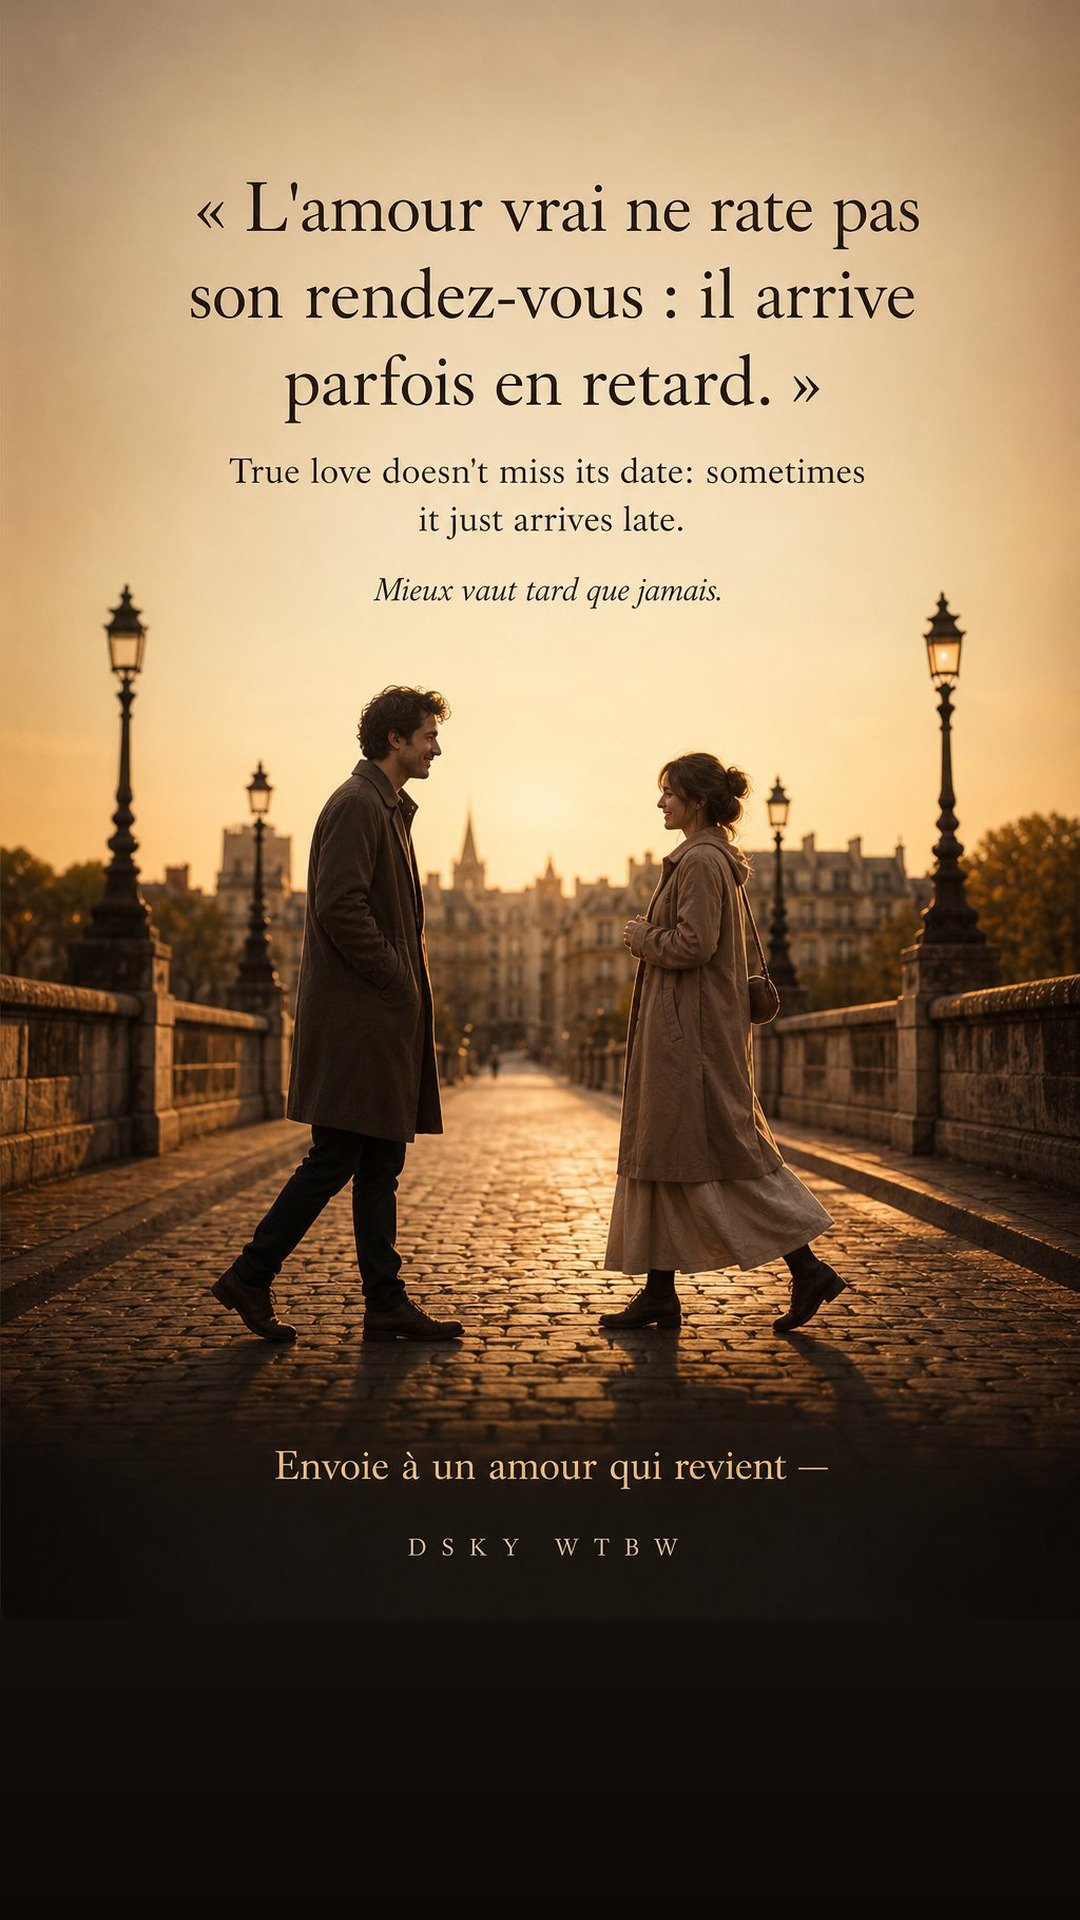 « L'amour vrai ne rate pas
son rendez-vous : il arrive
parfois en retard. »
True love doesn't miss its date: sometimes
it just arrives late.
Mieux vaut tard que jamais.
Envoie à un amour qui revient —
DSKY WTBW